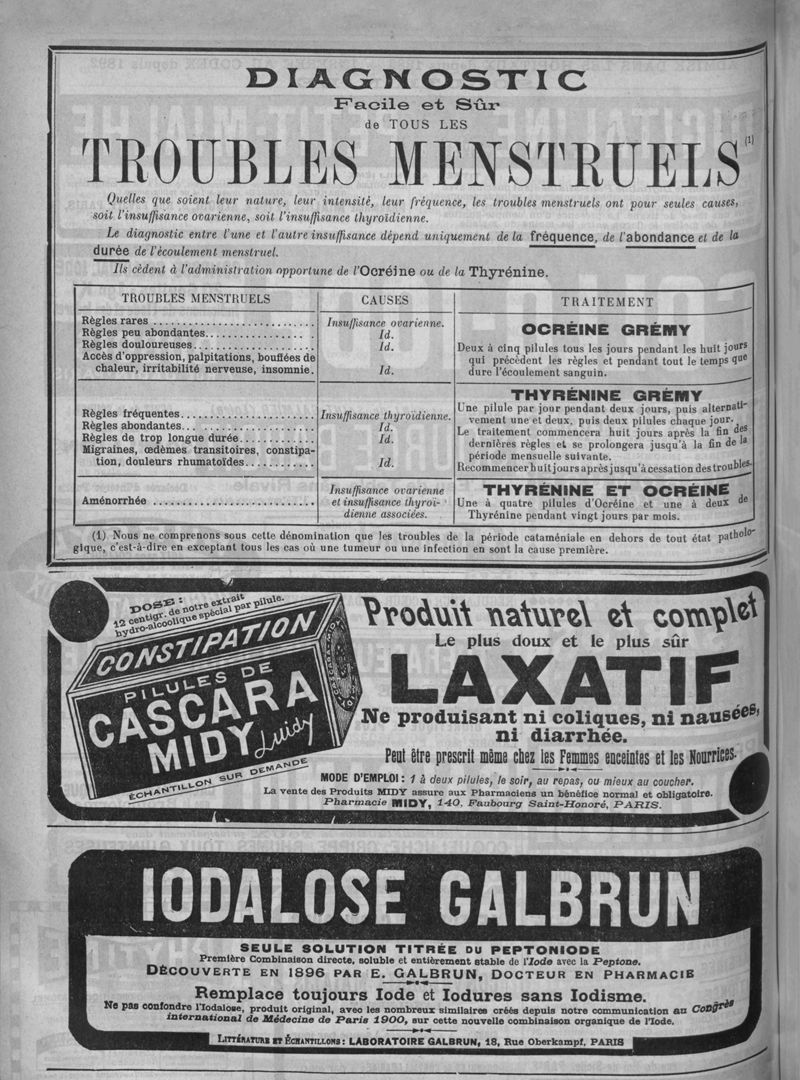 DIAGNOSTIC
Facile et Sûr
de TOUS LES
TROUBLES MENSTRUELS (1)
Quelles que soient leur nature, leur intensité, leur fréquence, les troubles menstruels ont pour seules causes,
soit l'insuffisance ovarienne, soit l'insuffisance thyroïdienne.
Le diagnostic entre l'une et l'autre insuffisance dépend uniquement de la fréquence, de l'abondance et de la
durée de l'écoulement menstruel.
Ils cèdent à l'administration opportune de l'Ocréine ou de la Thyrénine.
TROUBLES MENSTRUELS
CAUSES
TRAITEMENT
Règles rares ........................... Insuffisance ovarienne.
Règles peu abondantes.................. Id.
Règles douloureuses.................... Id.
Accès d'oppression, palpitations, bouffées de
chaleur, irritabilité nerveuse, insomnie. Id.
OCRÉINE GRÉMY
Deux à cinq pilules tous les jours pendant les huit jours
qui précèdent les règles et pendant tout le temps que
dure l'écoulement sanguin.
Règles fréquentes...................... Insuffisance thyroïdienne.
Règles abondantes...................... Id.
Règles de trop longue durée............ Id.
Migraines, œdèmes transitoires, constipa-
tion, douleurs rhumatoïdes............ Id.
THYRÉNINE GRÉMY
Une pilule par jour pendant deux jours, puis alternati-
vement une et deux, puis deux pilules chaque jour.
Le traitement commencera huit jours après la fin des
dernières règles et se prolongera jusqu'à la fin de la
période mensuelle suivante.
Recommencer huit jours après jusqu'à cessation des troubles.
Aménorrhée ...........................
Insuffisance ovarienne
et insuffisance thyroï-
dienne associées.
THYRÉNINE ET OCRÉINE
Une à quatre pilules d'Ocréine et une à deux de
Thyrénine pendant vingt jours par mois.
(1) Nous ne comprenons sous cette dénomination que les troubles de la période cataméniale en dehors de tout état patholo-
gique, c'est-à-dire en exceptant tous les cas où une tumeur ou une infection en sont la cause première.
DOSE :
12 centigr. de notre extrait
hydro-alcoolique spécial par pilule.
CONSTIPATION
PILULES DE
CASCARA
MIDY
Luidy
ÉCHANTILLON SUR DEMANDE
Produit naturel et complet
Le plus doux et le plus sûr
LAXATIF
Ne produisant ni coliques, ni nausées,
ni diarrhée.
Peut être prescrit même chez les Femmes enceintes et les Nourrices.
MODE D'EMPLOI : 1 à deux pilules, le soir, au repas, ou mieux au coucher.
La vente des Produits MIDY assure aux Pharmaciens un bénéfice normal et obligatoire.
Pharmacie MIDY, 140, Faubourg Saint-Honoré, PARIS.
IODALOSE GALBRUN
SEULE SOLUTION TITRÉE DU PEPTONIODE
Première Combinaison directe, soluble et entièrement stable de l'Iode avec la Peptone.
DÉCOUVERTE EN 1896 PAR E. GALBRUN, DOCTEUR EN PHARMACIE
Remplace toujours Iode et Iodures sans Iodisme.
Ne pas confondre l'Iodalose, produit original, avec les nombreux similaires créés depuis notre communication au Congrès
international de Médecine de Paris 1900, sur cette nouvelle combinaison organique de l'Iode.
LITTÉRATURE ET ÉCHANTILLONS : LABORATOIRE GALBRUN, 18, Rue Oberkampf, PARIS